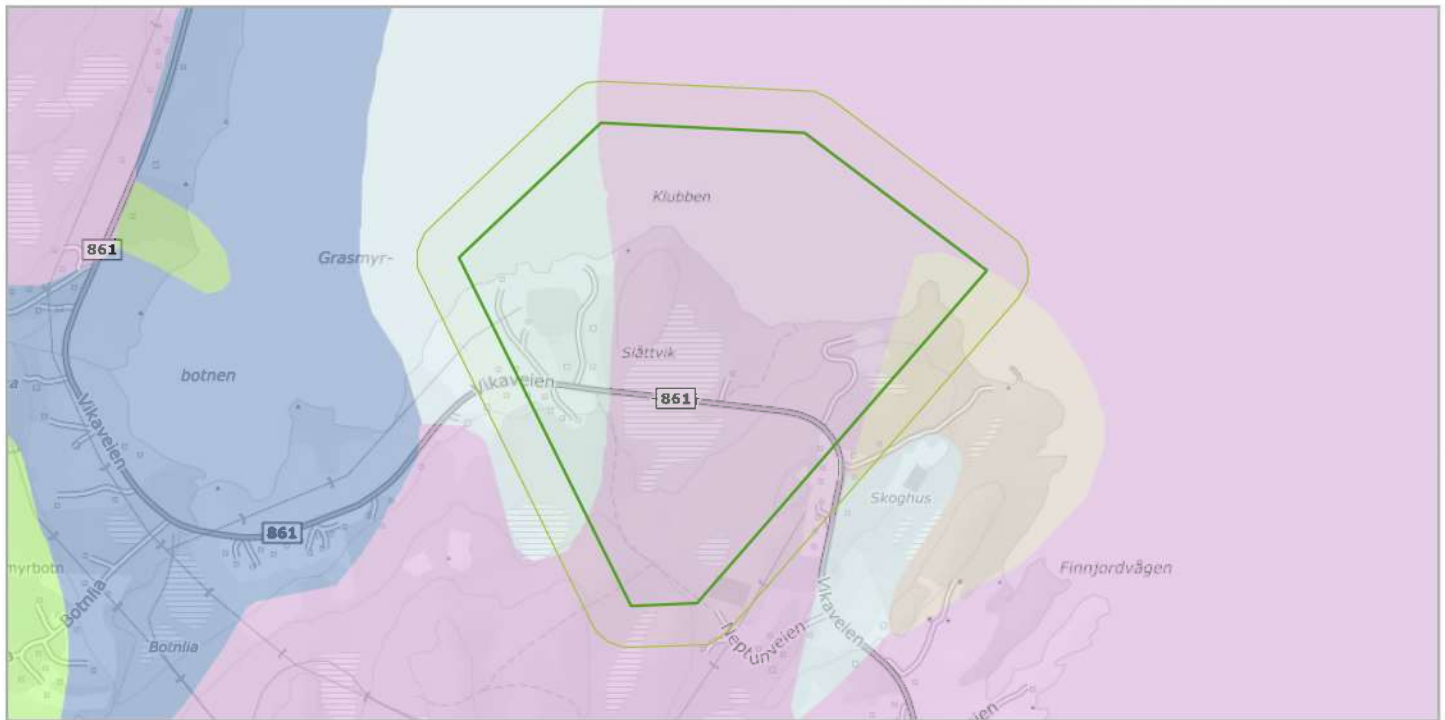 Klubben
861
Grasmyr-
Slåttvik
botnen
Vikaveien
861
Vikaveien
Skoghus
861
Finnjordvågen
myrbotn
Botnlia
Vikaveien
Neptunveien
Botnlia